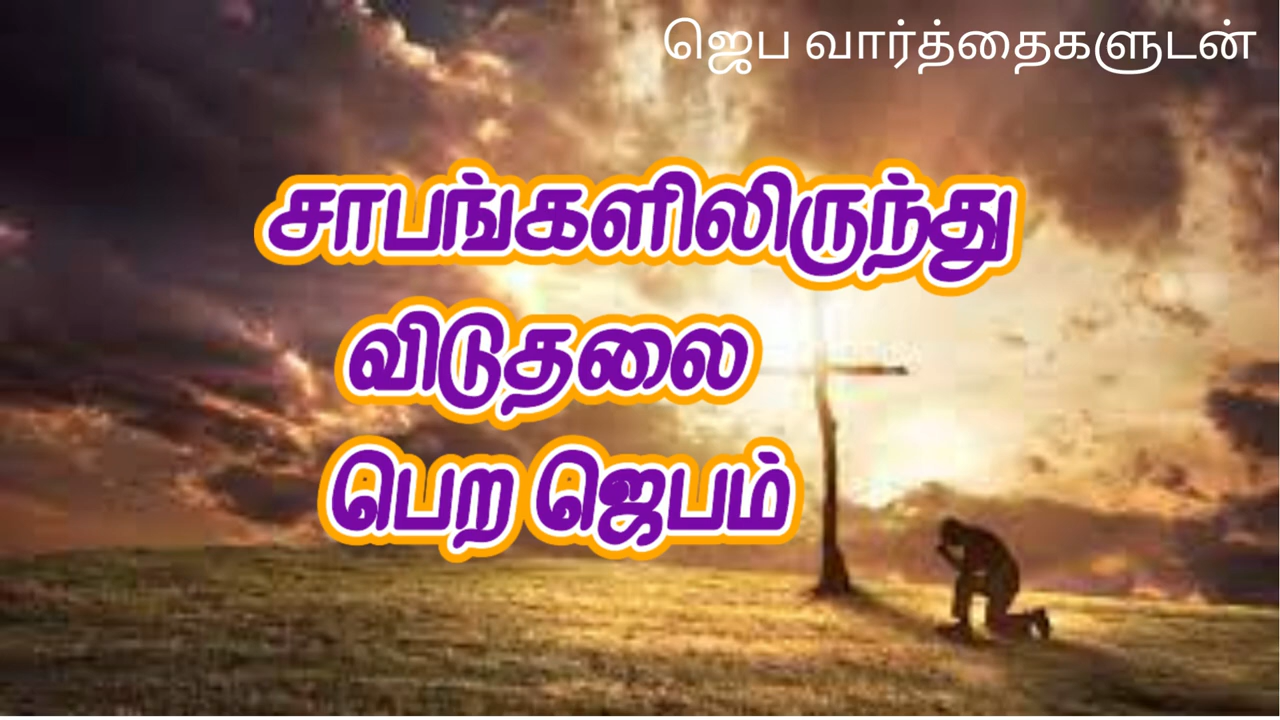 ஜெப வார்த்தைகளுடன்
சாபங்களிலிருந்து
விடுதலை
பெற ஜெபம்